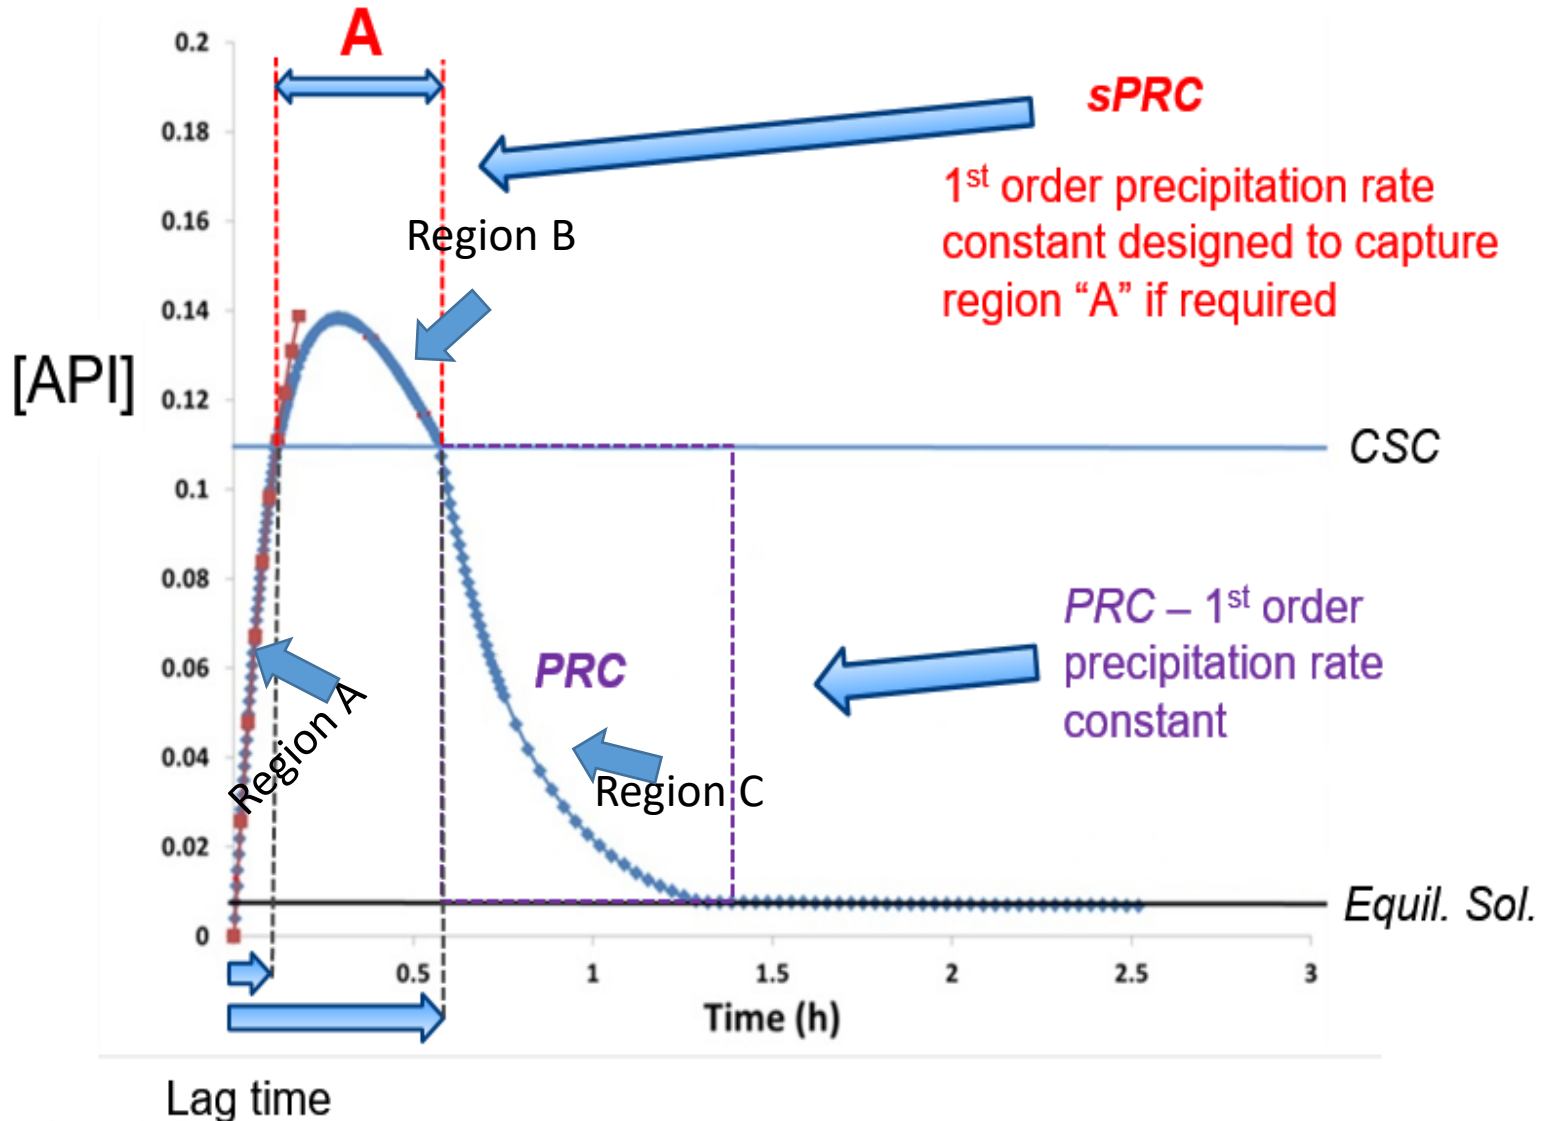 A
0.2
sPRC
0.18
1st order precipitation rate
constant designed to capture
region “A” if required
0.16
Region B
0.14
[API]
0.12
CSC
0.1
0.08
PRC – 1st order
precipitation rate
constant
0.06
PRC
Region A
0.04
Region C
0.02
Equil. Sol.
0
0.5 1 1.5 2 2.5 3
Time (h)
Lag time